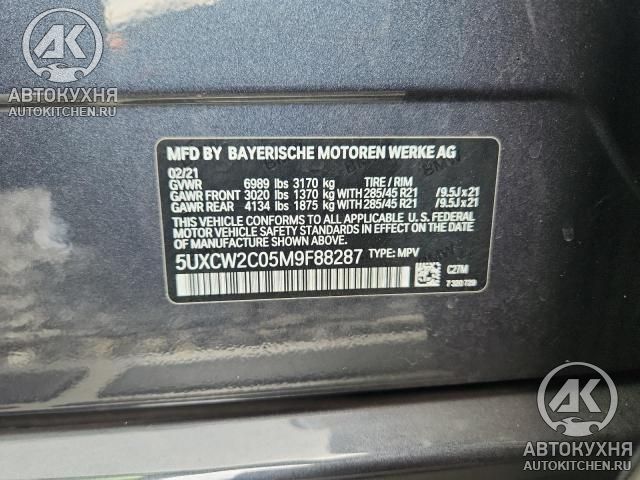 AK
АВТОКУХНЯ
AUTOKITCHEN.RU
MFD BY BAYERISCHE MOTOREN WERKE AG
02/21
GVWR 6989 lbs 3170 kg TIRE / RIM
GAWR FRONT 3020 lbs 1370 kg WITH 285/45 R21 /9.5J x 21
GAWR REAR 4134 lbs 1875 kg WITH 285/45 R21 /9.5J x 21
THIS VEHICLE CONFORMS TO ALL APPLICABLE U. S. FEDERAL
MOTOR VEHICLE SAFETY STANDARDS IN EFFECT ON THE DATE
OF MANUFACTURE SHOWN ABOVE.
5UXCW2C05M9F88287 TYPE: MPV
C27M
AK
АВТОКУХНЯ
AUTOKITCHEN.RU